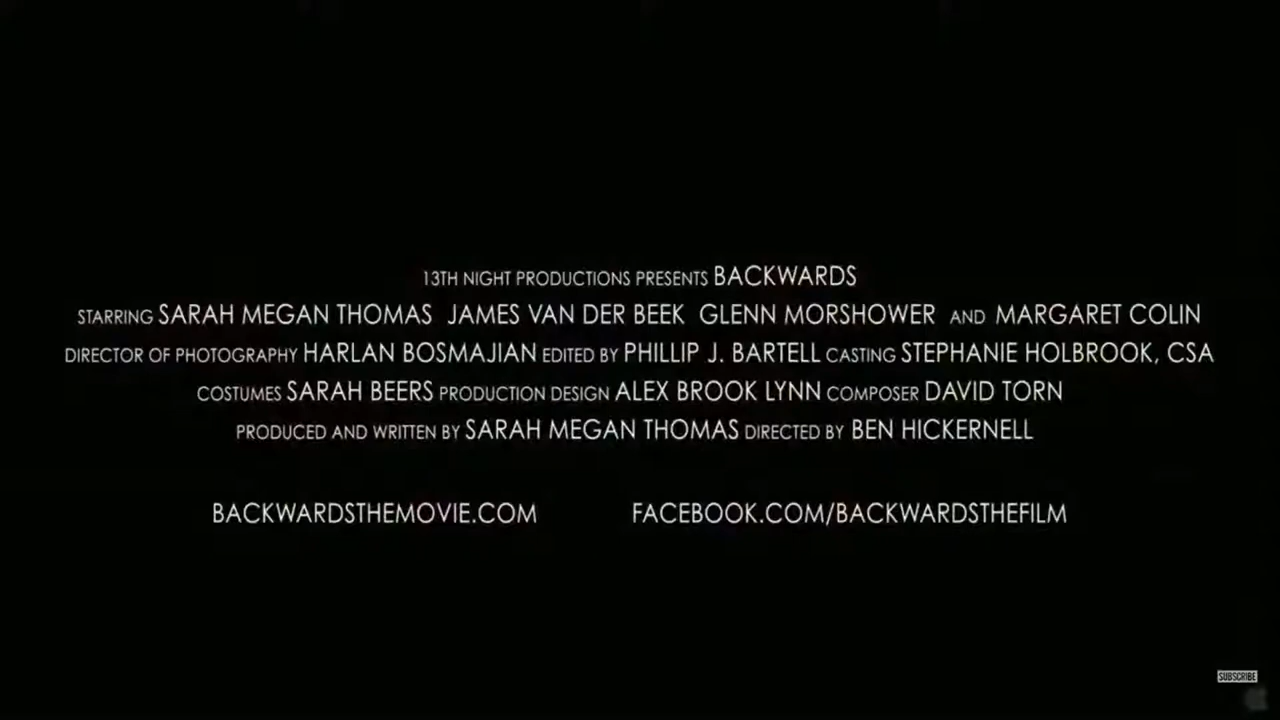 13TH NIGHT PRODUCTIONS PRESENTS BACKWARDS
STARRING SARAH MEGAN THOMAS JAMES VAN DER BEEK GLENN MORSHOWER AND MARGARET COLIN
DIRECTOR OF PHOTOGRAPHY HARLAN BOSMAJIAN EDITED BY PHILLIP J. BARTELL CASTING STEPHANIE HOLBROOK, CSA
COSTUMES SARAH BEERS PRODUCTION DESIGN ALEX BROOK LYNN COMPOSER DAVID TORN
PRODUCED AND WRITTEN BY SARAH MEGAN THOMAS DIRECTED BY BEN HICKERNELL
BACKWARDSTHEMOVIE.COM FACEBOOK.COM/BACKWARDSTHEFILM
SUBSCRIBE